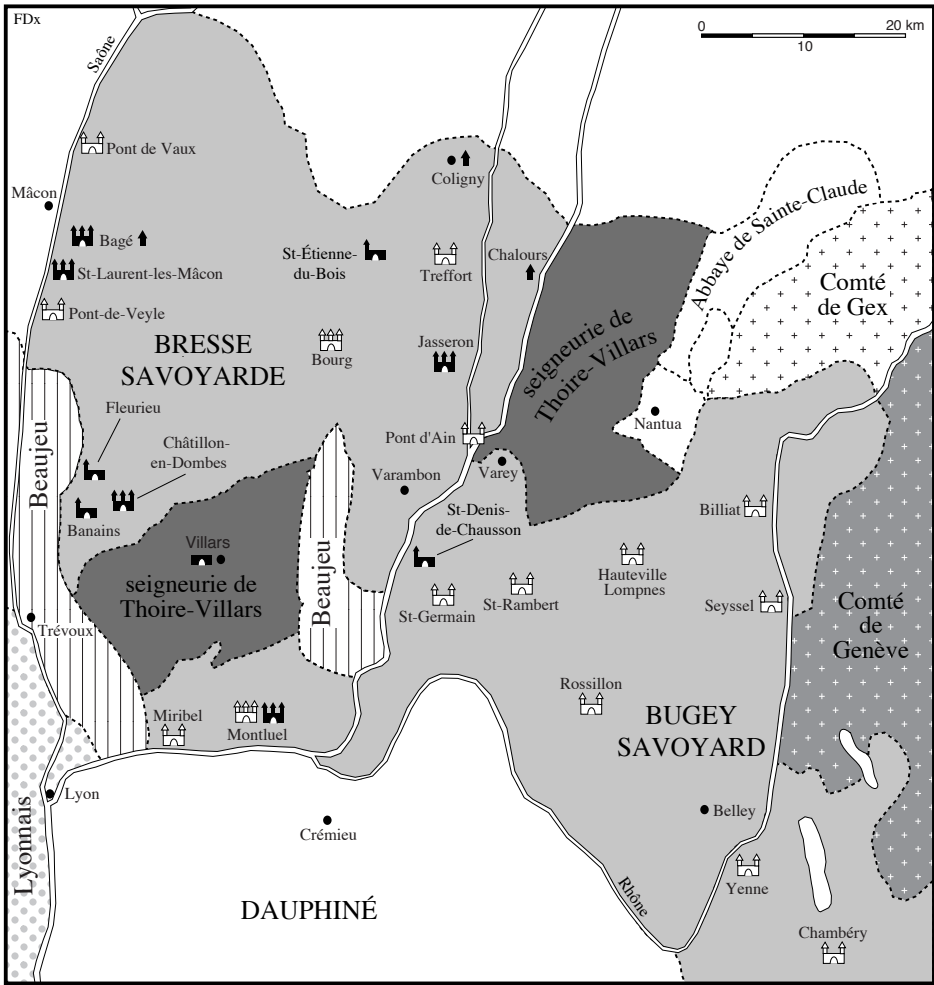 FDx
0
20 km
10
Saône
Pont de Vaux
Mâcon
Coligny
Abbaye de Sainte-Claude
Bagé
St-Étienne-
du-Bois
Treffort
Chalours
St-Laurent-les-Mâcon
Comté
de Gex
Pont-de-Veyle
BRESSE
SAVOYARDE
Bourg
Jasseron
seigneurie de
Thoire-Villars
Fleurieu
Nantua
Châtillon-
en-Dombes
Pont d'Ain
Beaujeu
Varambon
Varey
Banains
St-Denis-
de-Chausson
Billiat
Villars
seigneurie de
Thoire-Villars
Beaujeu
Hauteville
Lompnes
St-Germain
St-Rambert
Seyssel
Comté
de
Genève
Trévoux
Rossillon
Miribel
Montluel
BUGEY
SAVOYARD
Lyon
Lyonnais
Crémieu
Belley
Rhône
Yenne
DAUPHINÉ
Chambéry